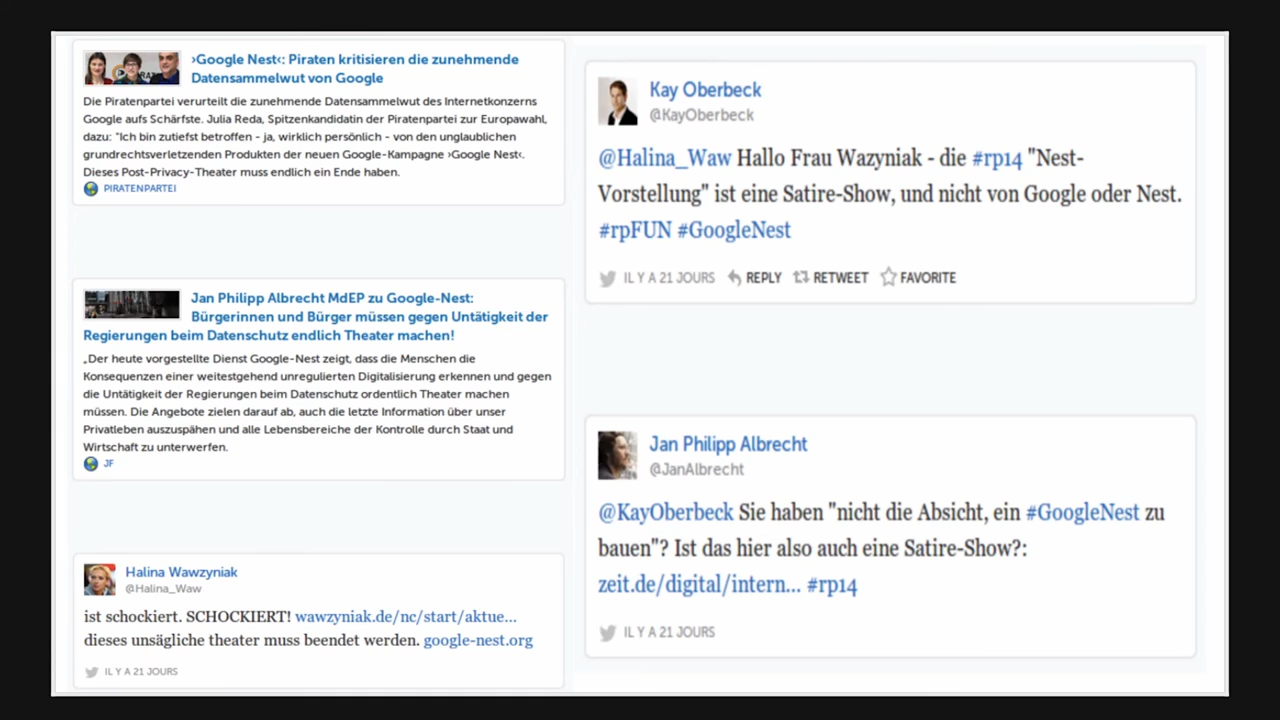 ›Google Nest‹: Piraten kritisieren die zunehmende
Datensammelwut von Google
Die Piratenpartei verurteilt die zunehmende Datensammelwut des Internetkonzerns
Google aufs Schärfste. Julia Reda, Spitzenkandidatin der Piratenpartei zur Europawahl,
dazu: "Ich bin zutiefst betroffen - ja, wirklich persönlich - von den unglaublichen
grundrechtsverletzenden Produkten der neuen Google-Kampagne ›Google Nest‹.
Dieses Post-Privacy-Theater muss endlich ein Ende haben.
PIRATENPARTEI
Jan Philipp Albrecht MdEP zu Google-Nest:
Bürgerinnen und Bürger müssen gegen Untätigkeit der
Regierungen beim Datenschutz endlich Theater machen!
„Der heute vorgestellte Dienst Google-Nest zeigt, dass die Menschen die
Konsequenzen einer weitestgehend unregulierten Digitalisierung erkennen und gegen
die Untätigkeit der Regierungen beim Datenschutz ordentlich Theater machen
müssen. Die Angebote zielen darauf ab, auch die letzte Information über unser
Privatleben auszuspähen und alle Lebensbereiche der Kontrolle durch Staat und
Wirtschaft zu unterwerfen.
JF
Halina Wawzyniak
@Halina_Waw
ist schockiert. SCHOCKIERT! wawzyniak.de/nc/start/aktue...
dieses unsägliche theater muss beendet werden. google-nest.org
IL Y A 21 JOURS
Kay Oberbeck
@KayOberbeck
@Halina_Waw Hallo Frau Wazyniak - die #rp14 "Nest-
Vorstellung" ist eine Satire-Show, und nicht von Google oder Nest.
#rpFUN #GoogleNest
IL Y A 21 JOURS REPLY RETWEET FAVORITE
Jan Philipp Albrecht
@JanAlbrecht
@KayOberbeck Sie haben "nicht die Absicht, ein #GoogleNest zu
bauen"? Ist das hier also auch eine Satire-Show?:
zeit.de/digital/intern... #rp14
IL Y A 21 JOURS